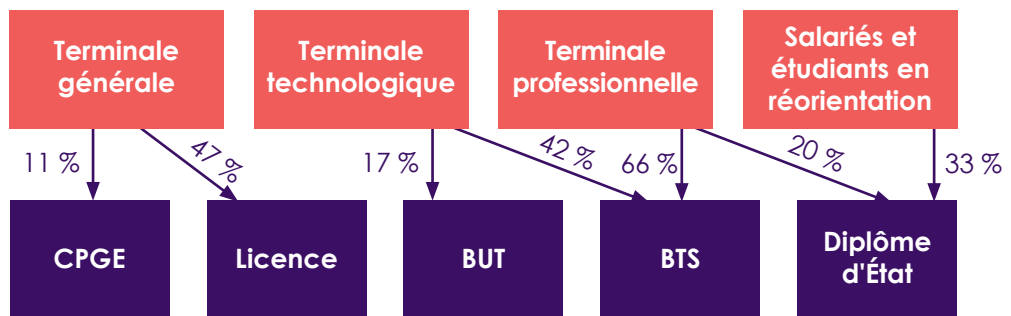 Terminale
générale
Terminale
technologique
Terminale
professionnelle
Salariés et
étudiants en
réorientation
11 %
47 %
17 %
42 %
66 %
20 %
33 %
CPGE
Licence
BUT
BTS
Diplôme
d'État